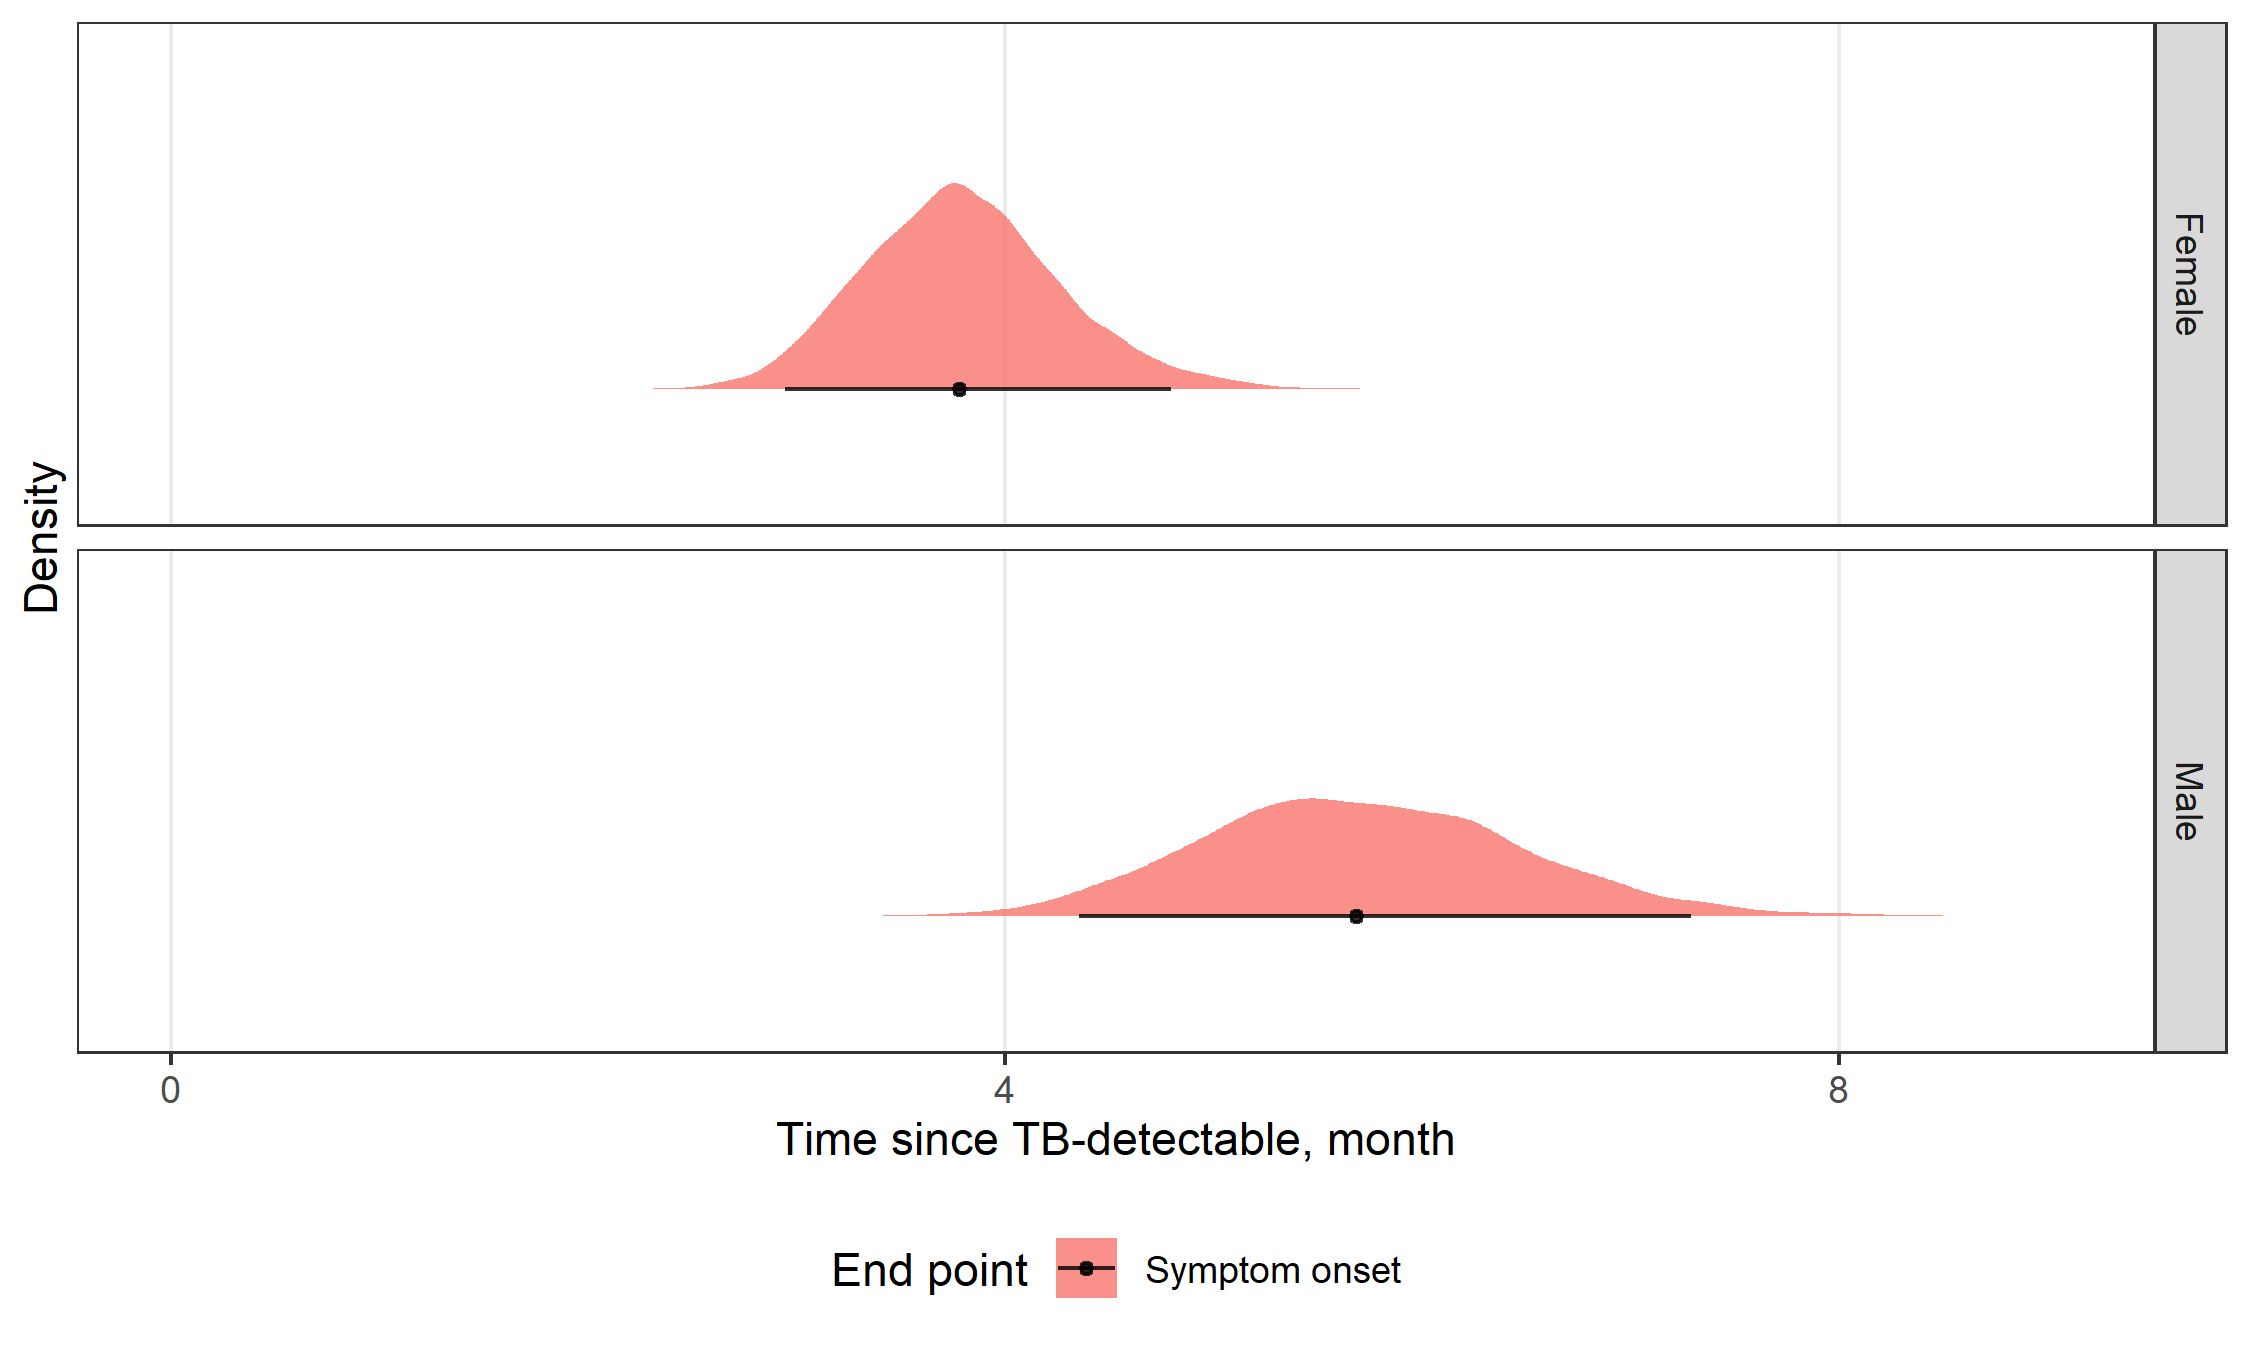 Female
Density
Male
0 4 8
Time since TB-detectable, month
End point Symptom onset